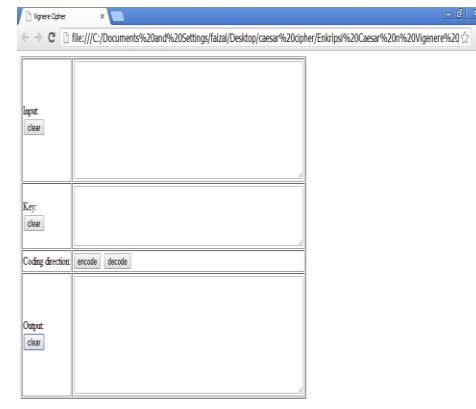 Vignere Cipher
file:///C:/Documents%20and%20Settings/faizal/Desktop/caesar%20cipher/Enkripsi%20Caesar%20n%20Vigenere%20
Input:
clear
Key:
clear
Coding direction: encode decode
Output:
clear